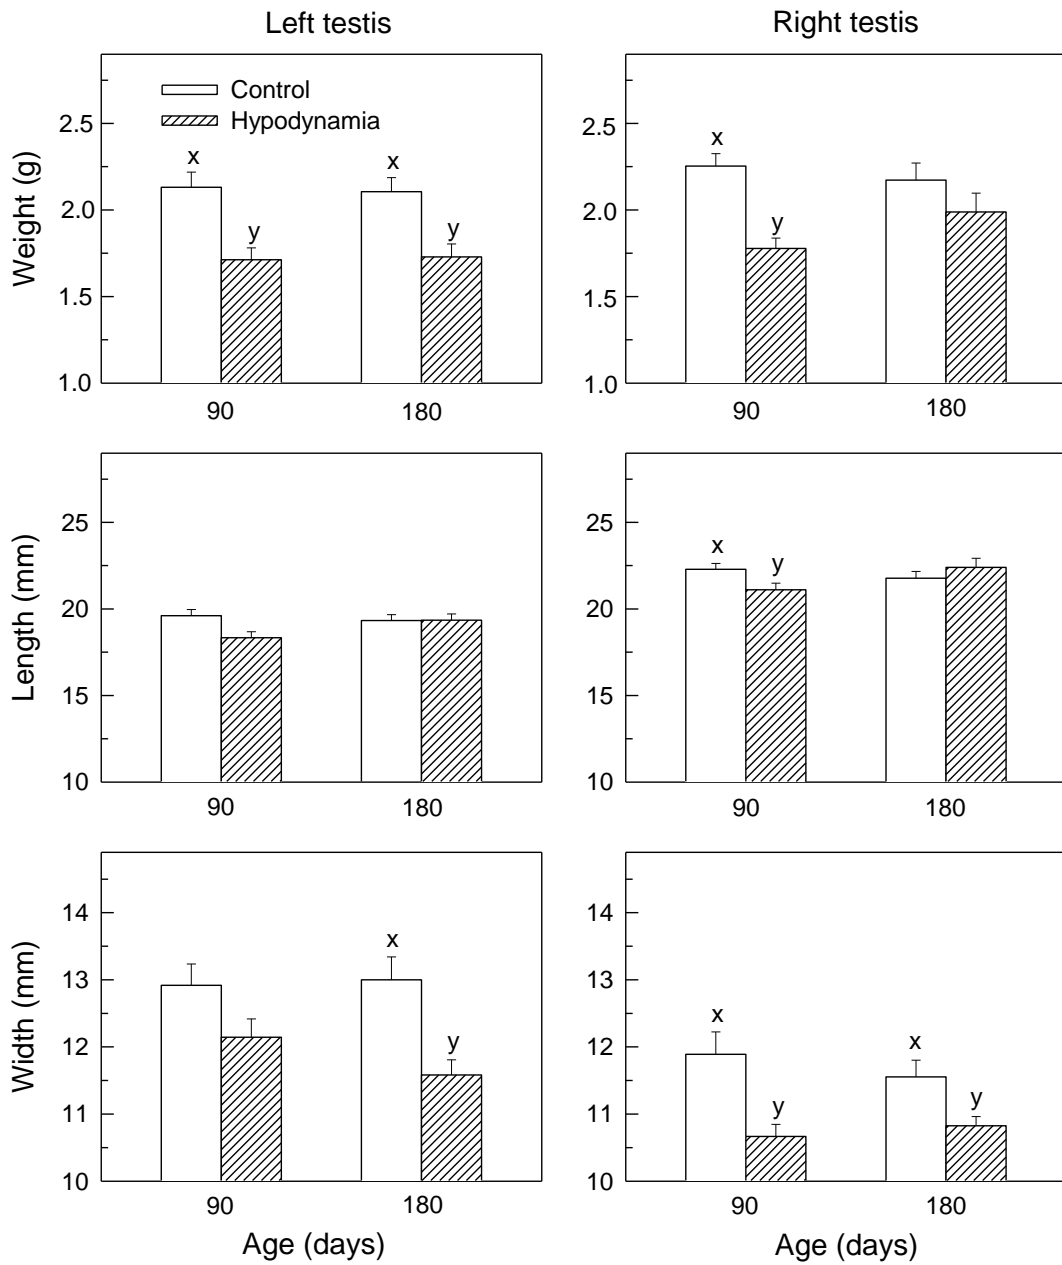 Left testis
Right testis
Control
Hypodynamia
Weight (g)
2.5
2.0
1.5
1.0
x
y
x
y
90
180
2.5
2.0
1.5
1.0
x
y
90
180
Length (mm)
25
20
15
10
90
180
25
20
15
10
x
y
90
180
Width (mm)
14
13
12
11
10
x
y
90
180
Age (days)
14
13
12
11
10
x
y
x
y
90
180
Age (days)